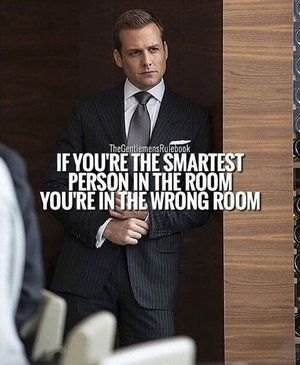 TheGentlemensRulebook
IF YOU'RE THE SMARTEST
PERSON IN THE ROOM
YOU'RE IN THE WRONG ROOM